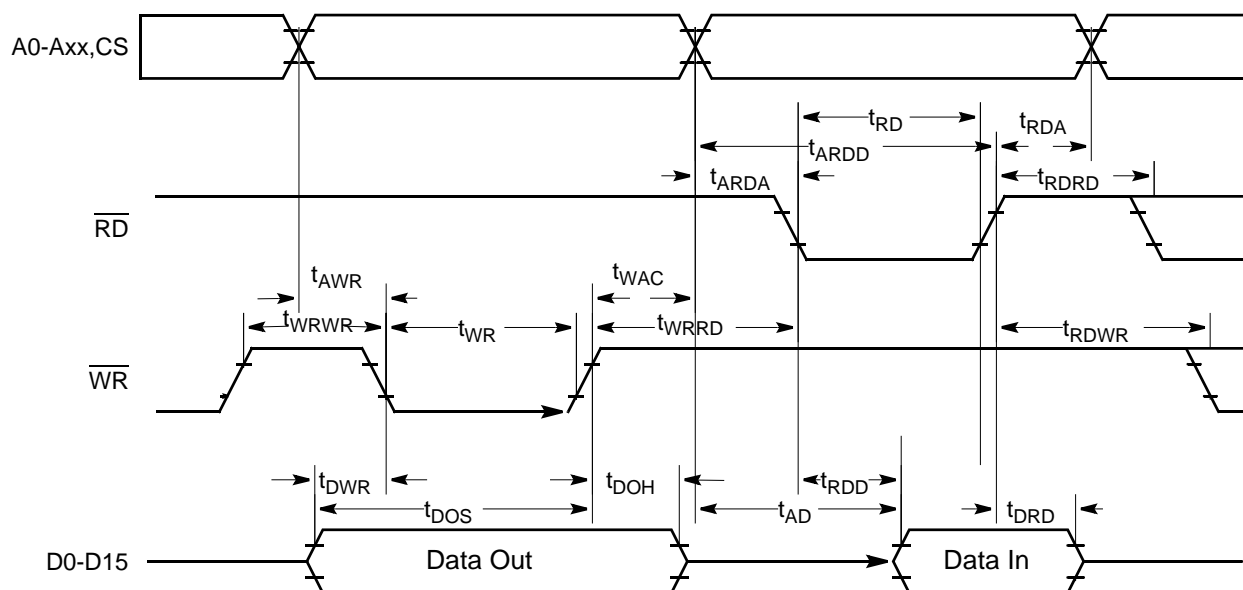 A0-Axx,CS
tRD
tRDA
tARDD
tARDA
tRDRD
RD
tAWR
tWAC
tWRWR
tWR
tWRRD
tRDWR
WR
tDWR
tDOH
tRDD
tDOS
tAD
tDRD
D0-D15
Data Out
Data In